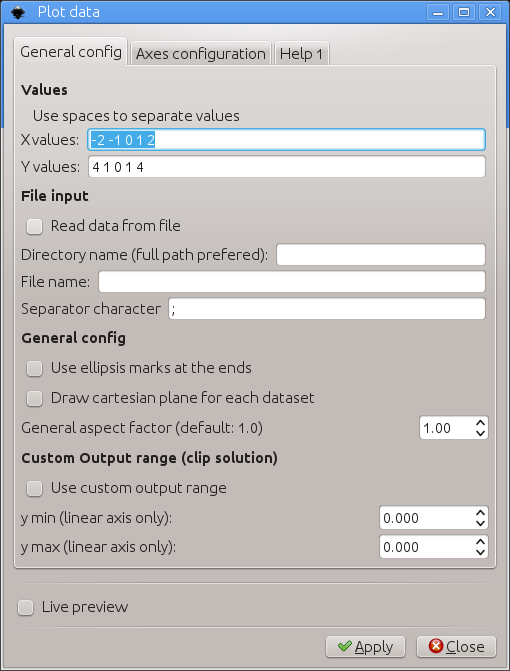 Plot data
General config Axes configuration Help 1
Values
Use spaces to separate values
X values: -2 -1 0 1 2
Y values: 4 1 0 1 4
File input
Read data from file
Directory name (full path prefered):
File name:
Separator character ;
General config
Use ellipsis marks at the ends
Draw cartesian plane for each dataset
General aspect factor (default: 1.0) 1.00
Custom Output range (clip solution)
Use custom output range
y min (linear axis only): 0.000
y max (linear axis only): 0.000
Live preview
Apply Close